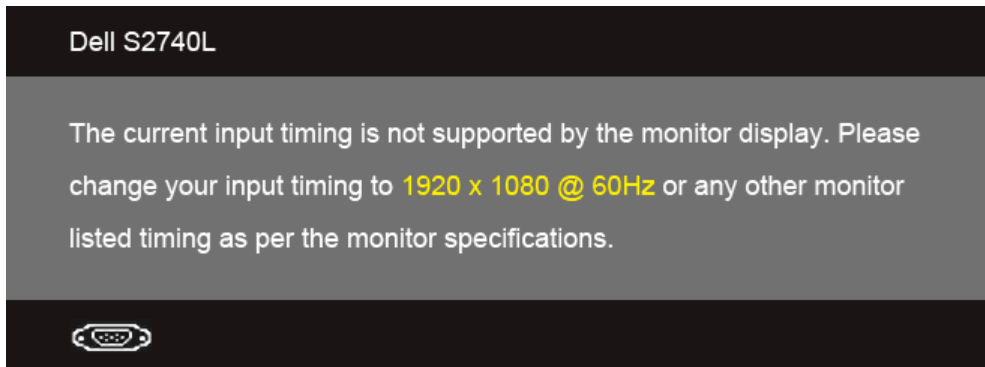 Dell S2740L
The current input timing is not supported by the monitor display. Please
change your input timing to 1920 x 1080 @ 60Hz or any other monitor
listed timing as per the monitor specifications.